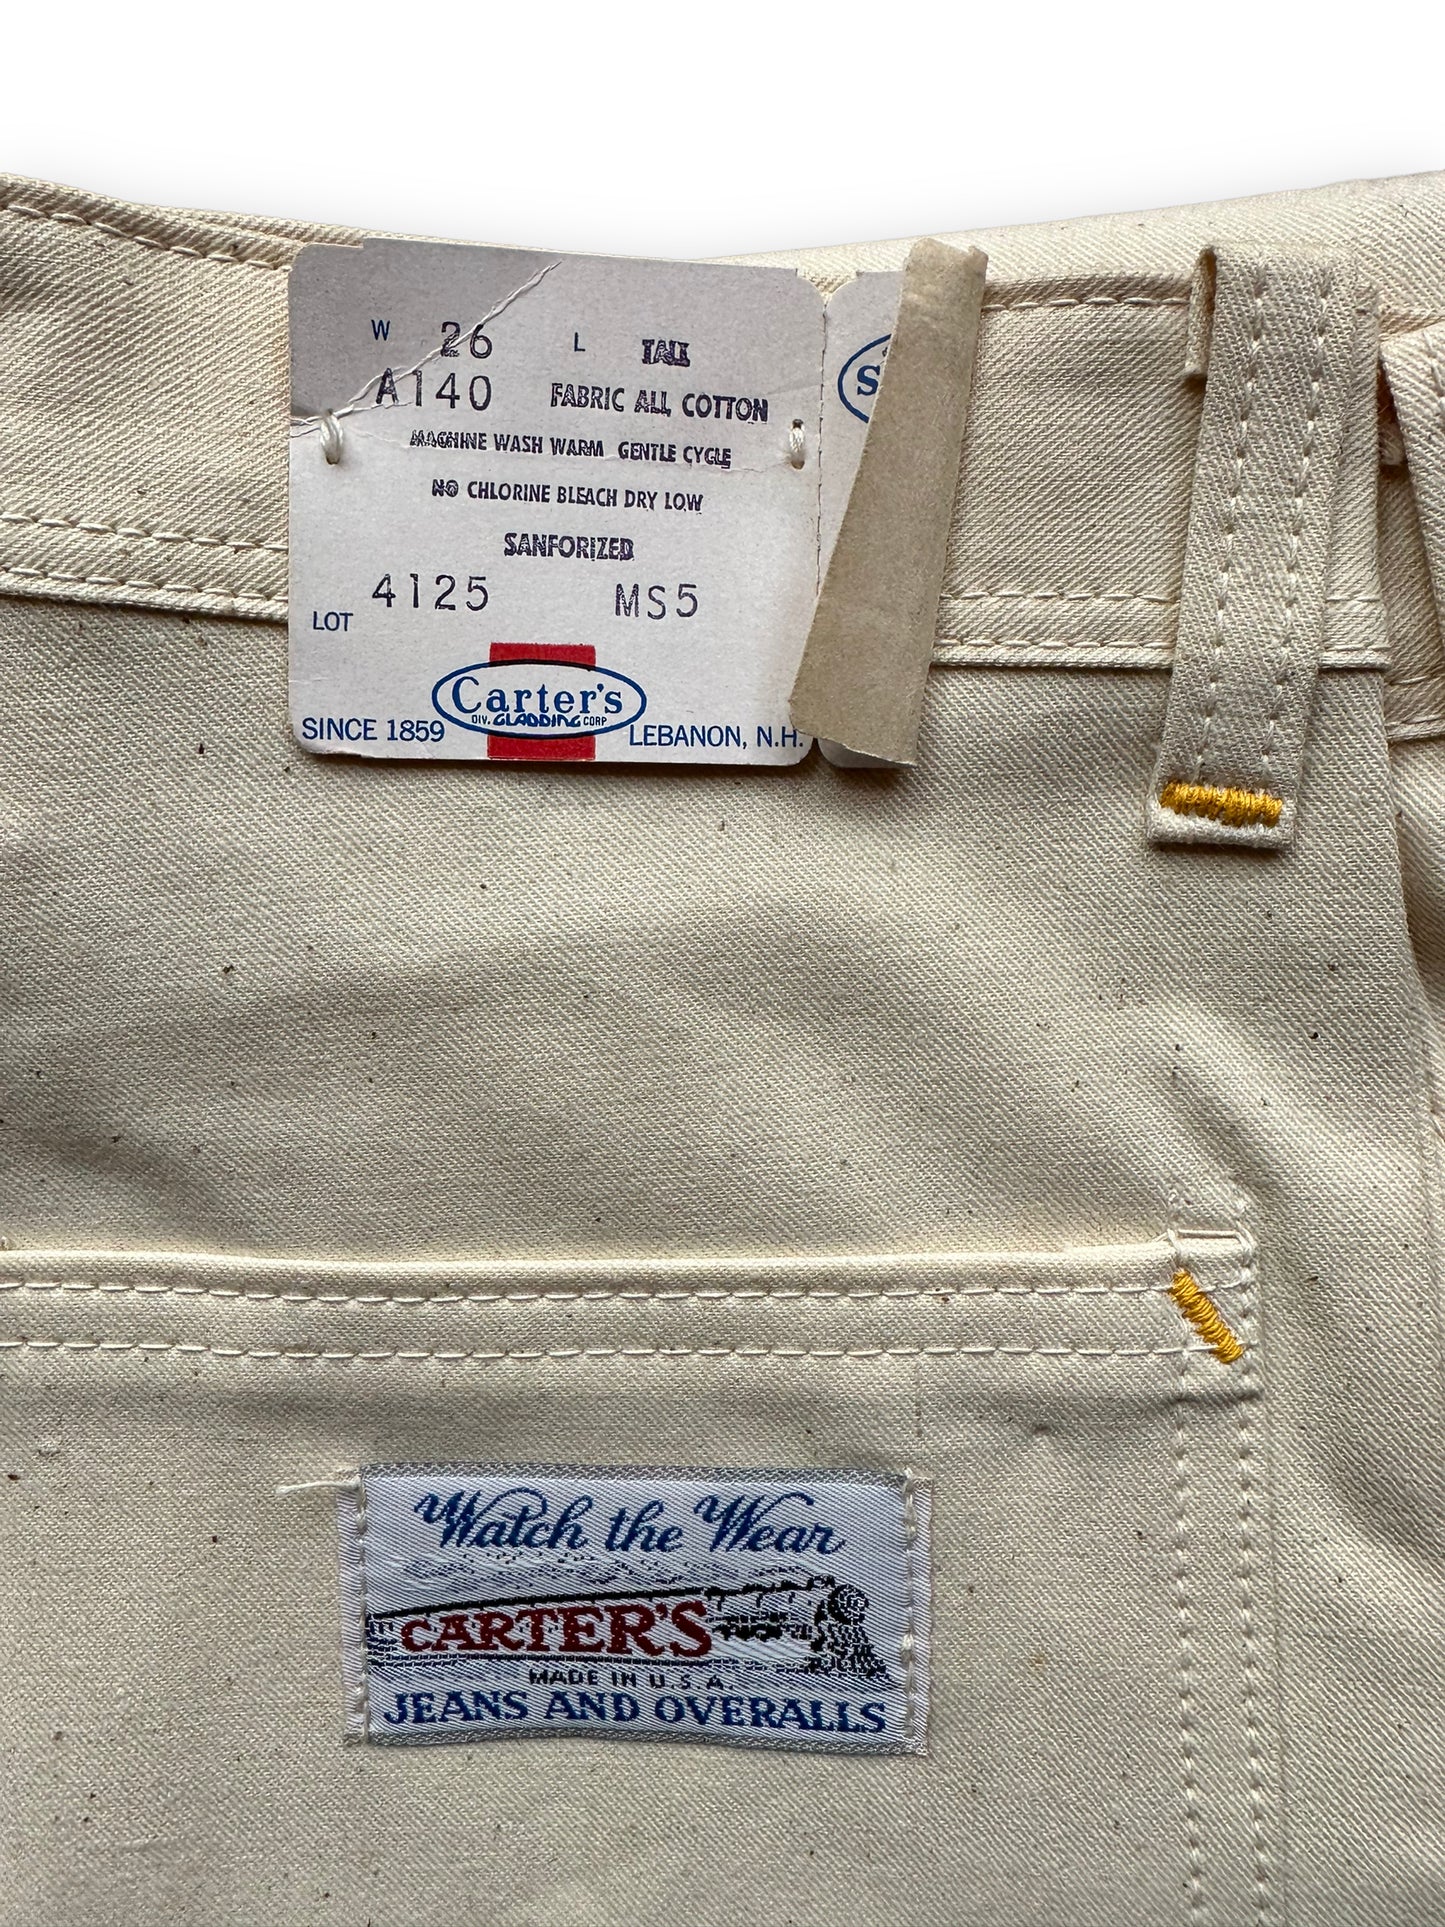 W 26 L TALL
A140 FABRIC ALL COTTON
MACHINE WASH WARM GENTLE CYCLE
NO CHLORINE BLEACH DRY LOW
SANFORIZED
LOT 4125 MS5
Carter's
DIV. GLADDING CORP
SINCE 1859 LEBANON, N.H.
S
Watch the Wear
CARTER'S
MADE IN U.S.A.
JEANS AND OVERALLS